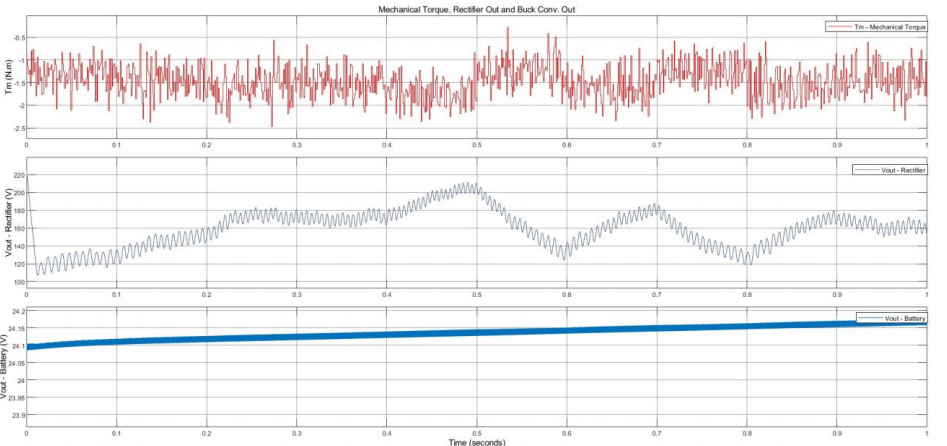 Mechanical Torque, Rectifier Out and Buck Conv. Out
Tm - Mechanical Torque
Tm (N.m)
-0.5
-1
-1.5
-2
-2.5
0 0.1 0.2 0.3 0.4 0.5 0.6 0.7 0.8 0.9 1
Vout - Rectifier
Vout - Rectifier (V)
220
200
180
160
140
120
100
0 0.1 0.2 0.3 0.4 0.5 0.6 0.7 0.8 0.9 1
Vout - Battery
Vout - Battery (V)
24.2
24.15
24.1
24.05
24
23.95
23.9
0 0.1 0.2 0.3 0.4 0.5 0.6 0.7 0.8 0.9 1
Time (seconds)